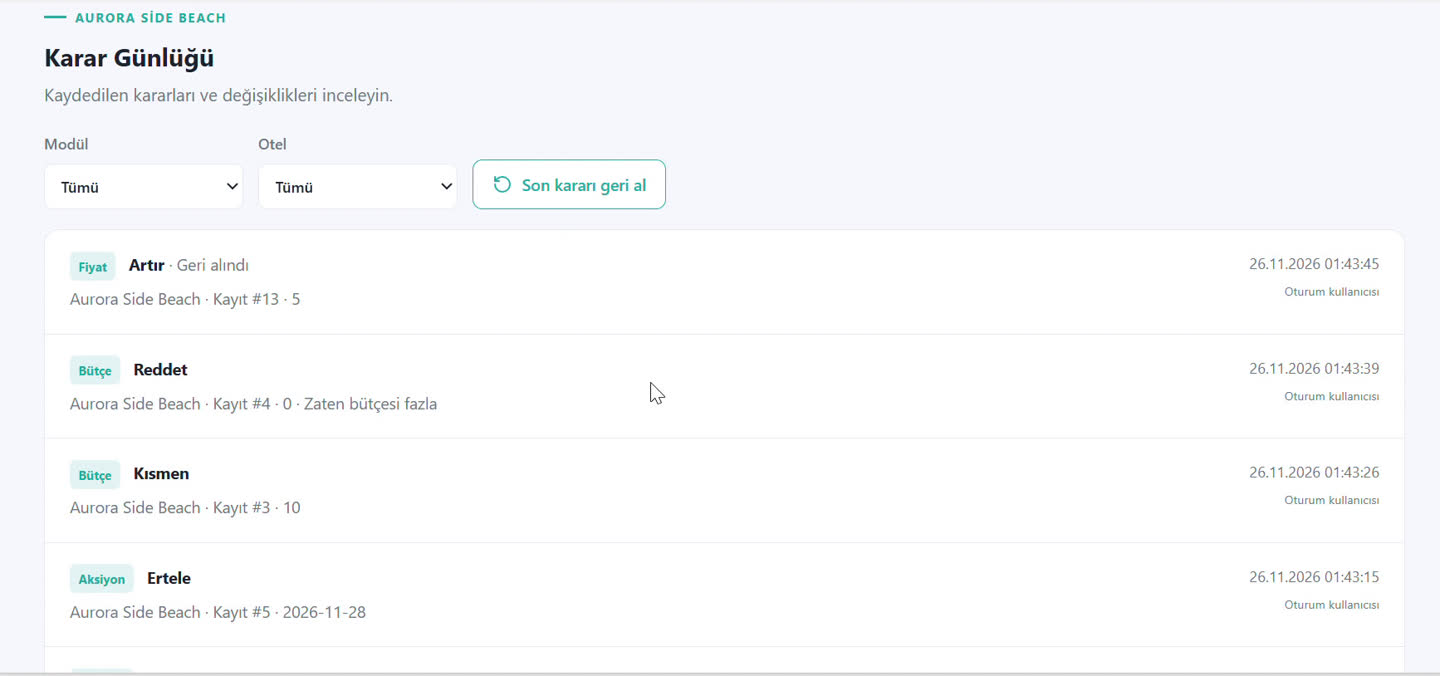 AURORA SİDE BEACH
Karar Günlüğü
Kaydedilen kararları ve değişiklikleri inceleyin.
Modül
Otel
Tümü
Tümü
Son kararı geri al
Fiyat Artır · Geri alındı
26.11.2026 01:43:45
Aurora Side Beach · Kayıt #13 · 5
Oturum kullanıcısı
Bütçe Reddet
26.11.2026 01:43:39
Aurora Side Beach · Kayıt #4 · 0 · Zaten bütçesi fazla
Oturum kullanıcısı
Bütçe Kısmen
26.11.2026 01:43:26
Aurora Side Beach · Kayıt #3 · 10
Oturum kullanıcısı
Aksiyon Ertele
26.11.2026 01:43:15
Aurora Side Beach · Kayıt #5 · 2026-11-28
Oturum kullanıcısı